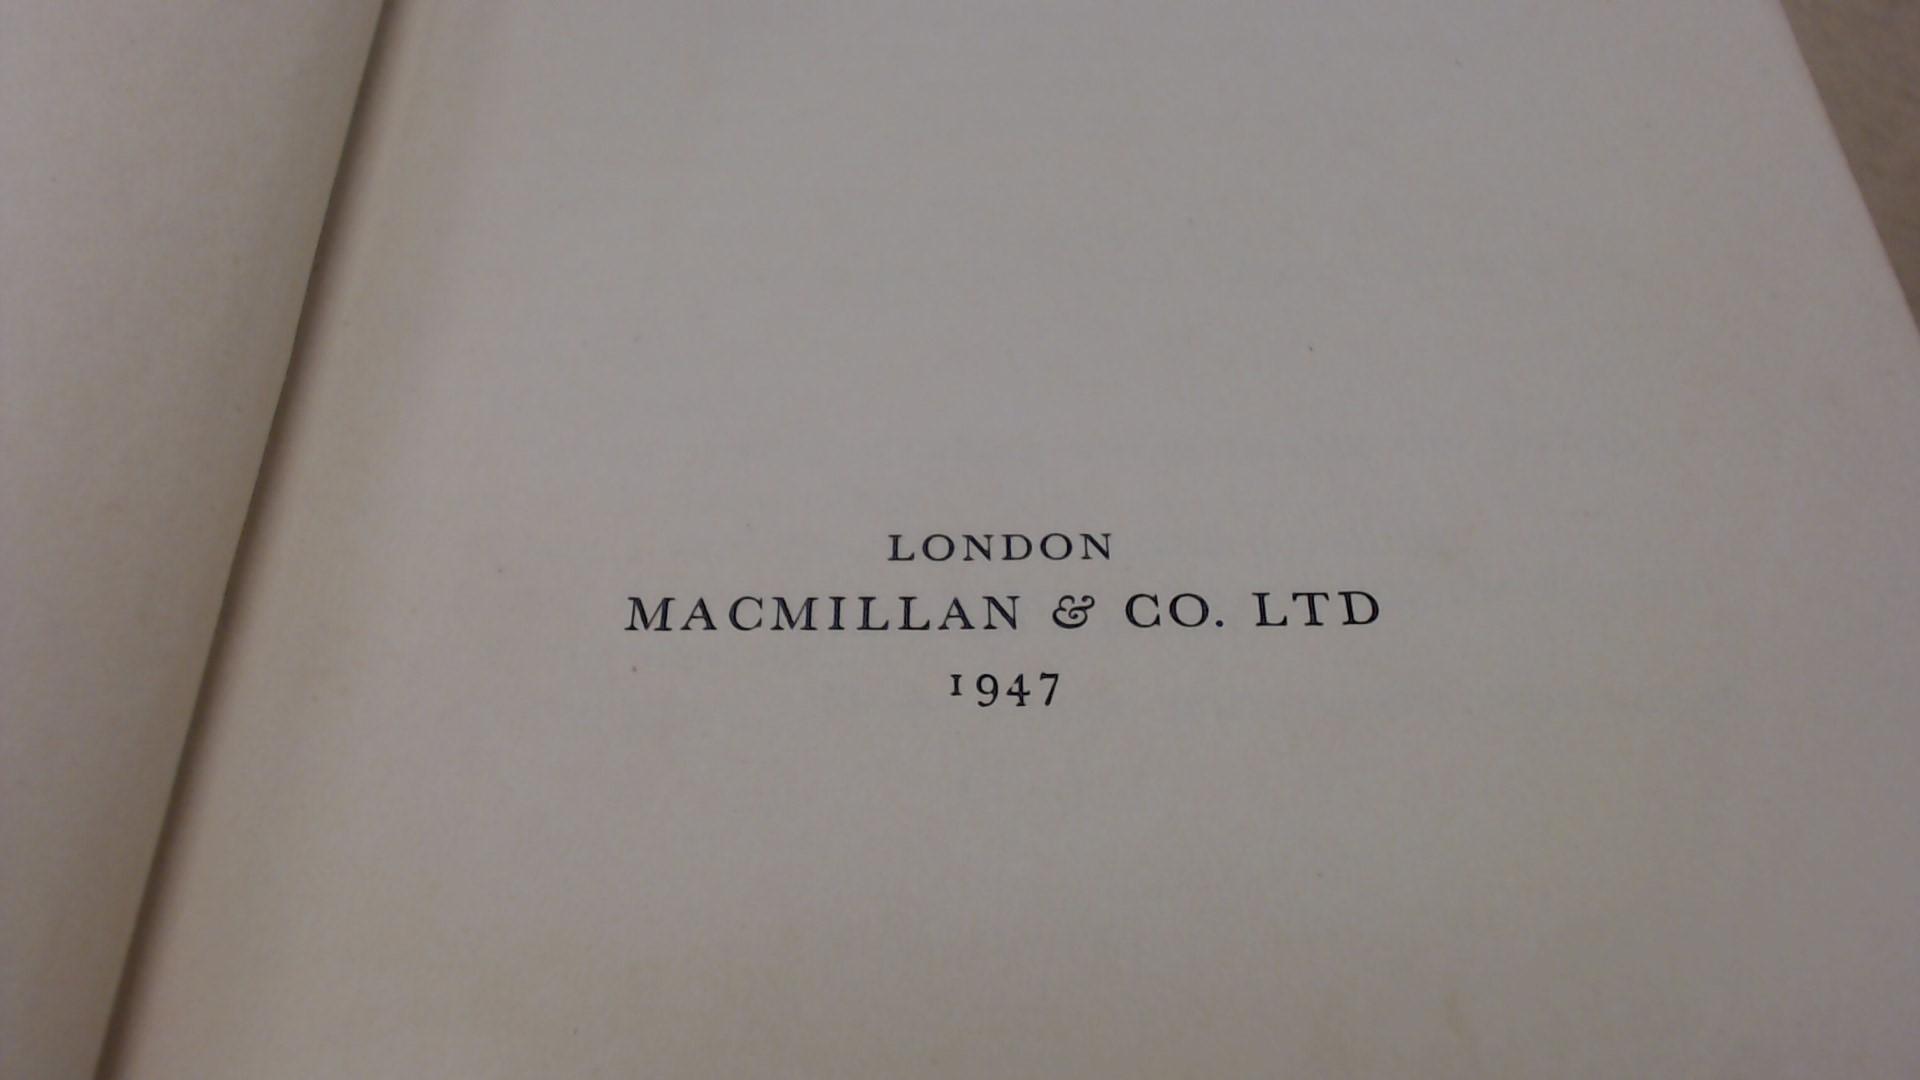 LONDON
MACMILLAN & CO. LTD
1947